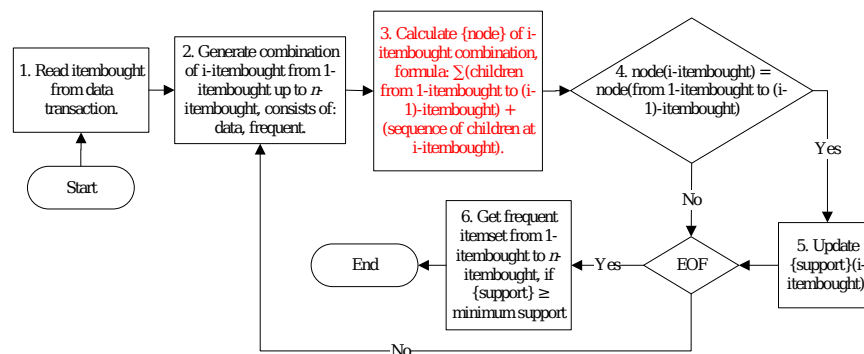 1. Read itembought
from data
transaction.
Start
2. Generate combination
of i-itembought from 1-
itembought up to n-
itembought, consists of:
data, frequent.
3. Calculate {node} of i-
itembought combination,
formula: ∑(children
from 1-itembought to (i-
1)-itembought) +
(sequence of children at
i-itembought).
4. node(i-itembought) =
node(from 1-itembought to (i-
1)-itembought)
Yes
No
5. Update
{support}(i-
itembought)
EOF
Yes
6. Get frequent
itemset from 1-
itembought to n-
itembought, if
{support} ≥
minimum support
End
No